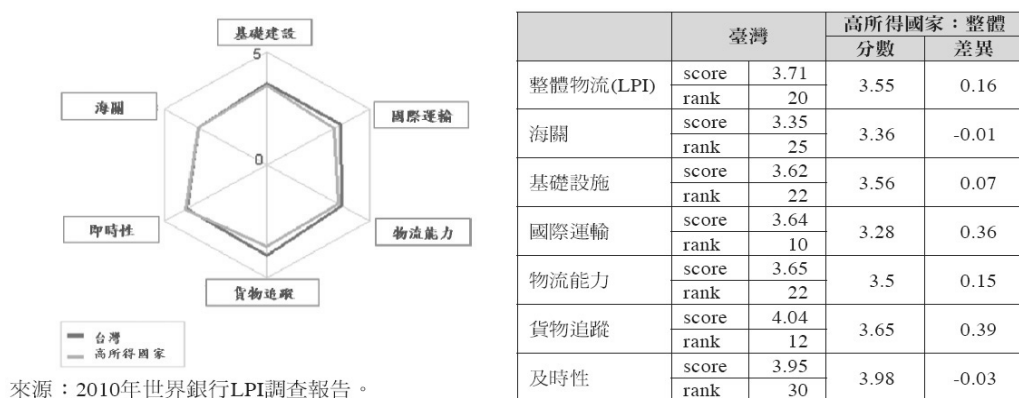 基礎建設
5
海關
國際運輸
0
即時性
物流能力
貨物追蹤
台灣
高所得國家
來源：2010年世界銀行LPI調查報告。
臺灣 高所得國家：整體
分數 差異
整體物流(LPI) score 3.71 3.55 0.16
rank 20
海關 score 3.35 3.36 -0.01
rank 25
基礎設施 score 3.62 3.56 0.07
rank 22
國際運輸 score 3.64 3.28 0.36
rank 10
物流能力 score 3.65 3.5 0.15
rank 22
貨物追蹤 score 4.04 3.65 0.39
rank 12
及時性 score 3.95 3.98 -0.03
rank 30